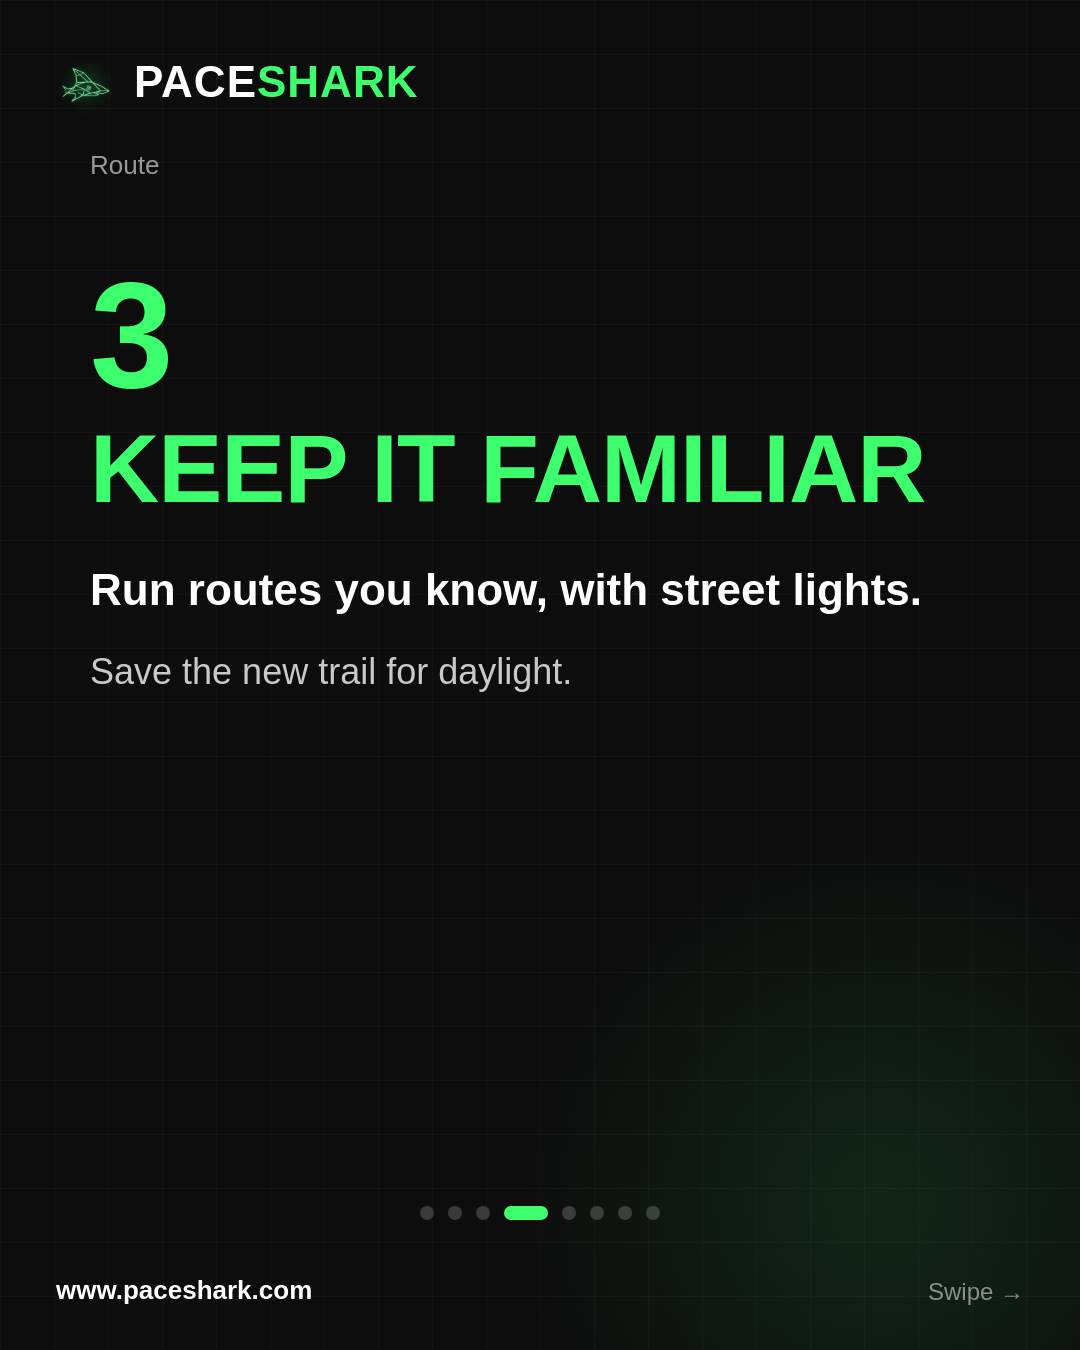 PACESHARK
Route
3
KEEP IT FAMILIAR
Run routes you know, with street lights.
Save the new trail for daylight.
www.paceshark.com
Swipe →